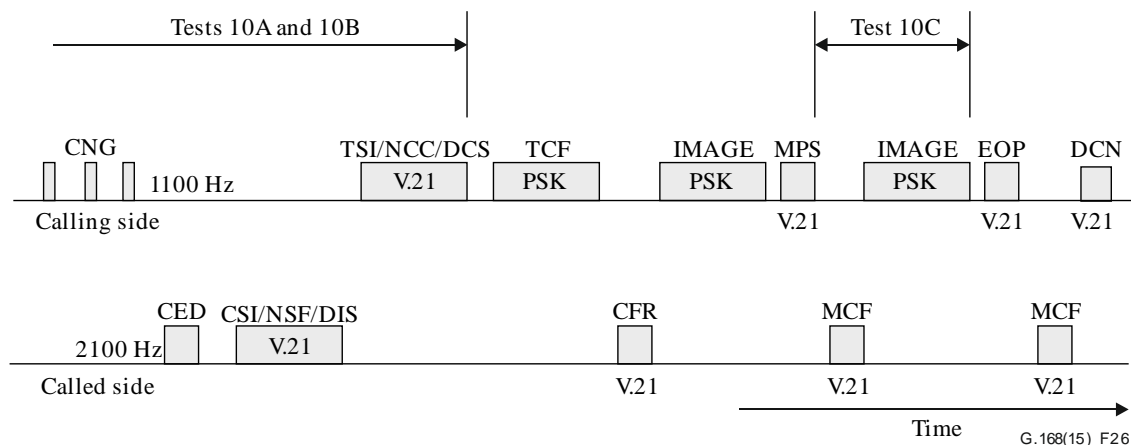 Tests 10A and 10B
Test 10C
CNG
TSI/NCC/DCS
TCF
IMAGE
MPS
IMAGE
EOP
DCN
1100 Hz
V.21
PSK
PSK
PSK
Calling side
V.21
V.21
V.21
CED
CSI/NSF/DIS
CFR
MCF
MCF
2100 Hz
V.21
Called side
V.21
V.21
V.21
Time
G.168(15)_F26